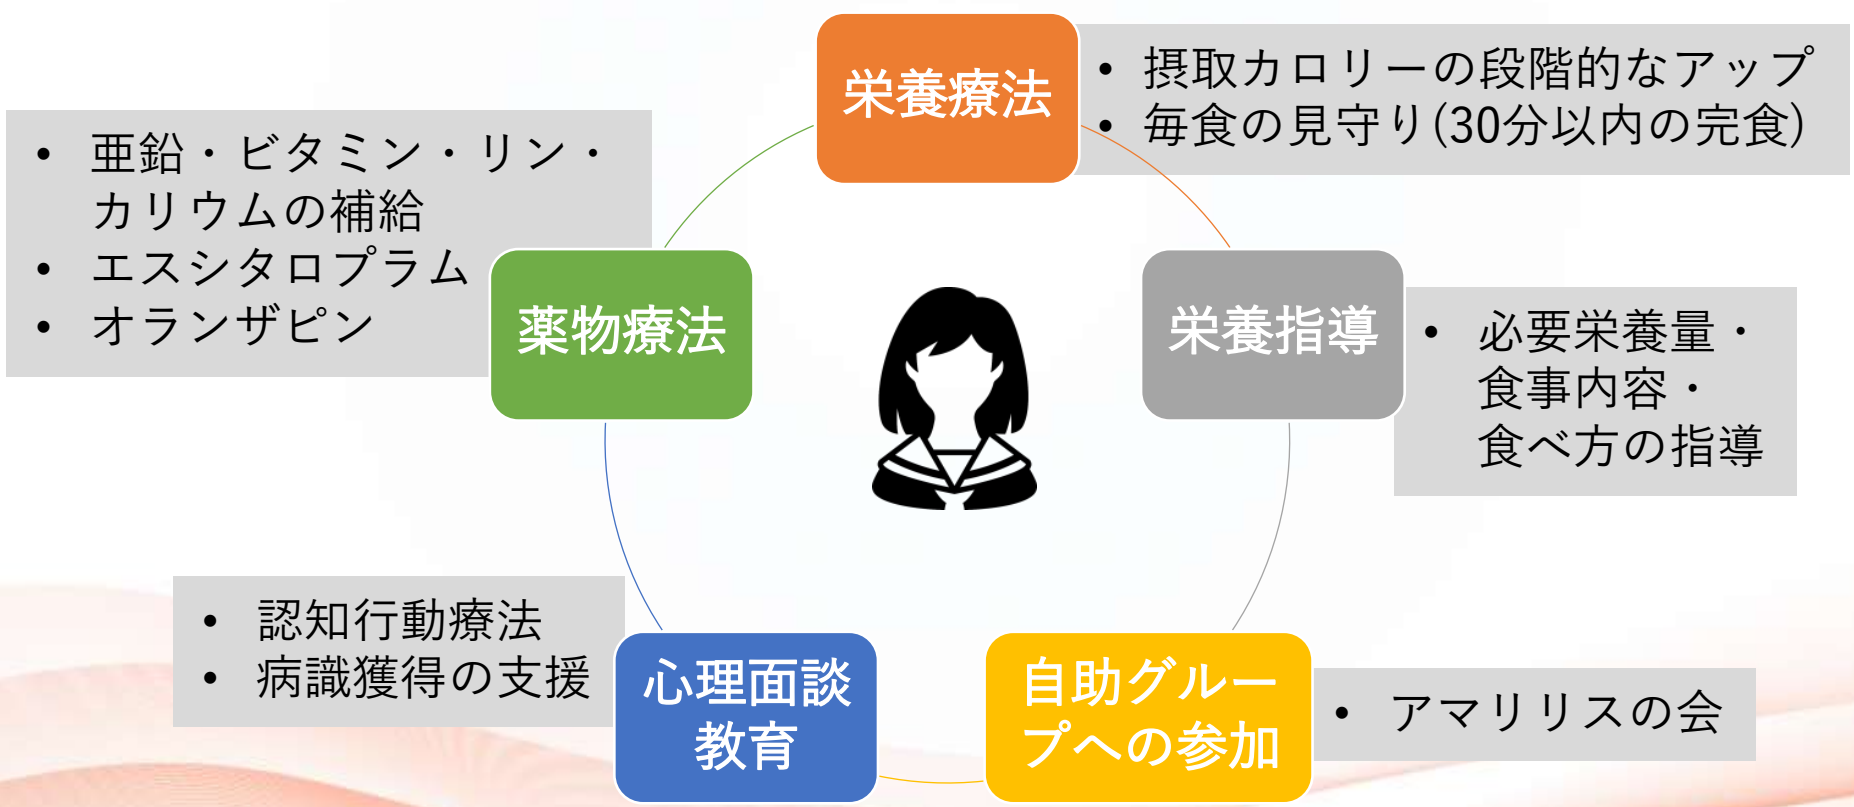 栄養療法
• 摂取カロリーの段階的なアップ
• 毎食の見守り(30分以内の完食)
• 亜鉛・ビタミン・リン・
カリウムの補給
• エスシタロプラム
• オランザピン
薬物療法
栄養指導
• 必要栄養量・
食事内容・
食べ方の指導
• 認知行動療法
• 病識獲得の支援
心理面談
教育
自助グルー
プへの参加
• アマリリスの会